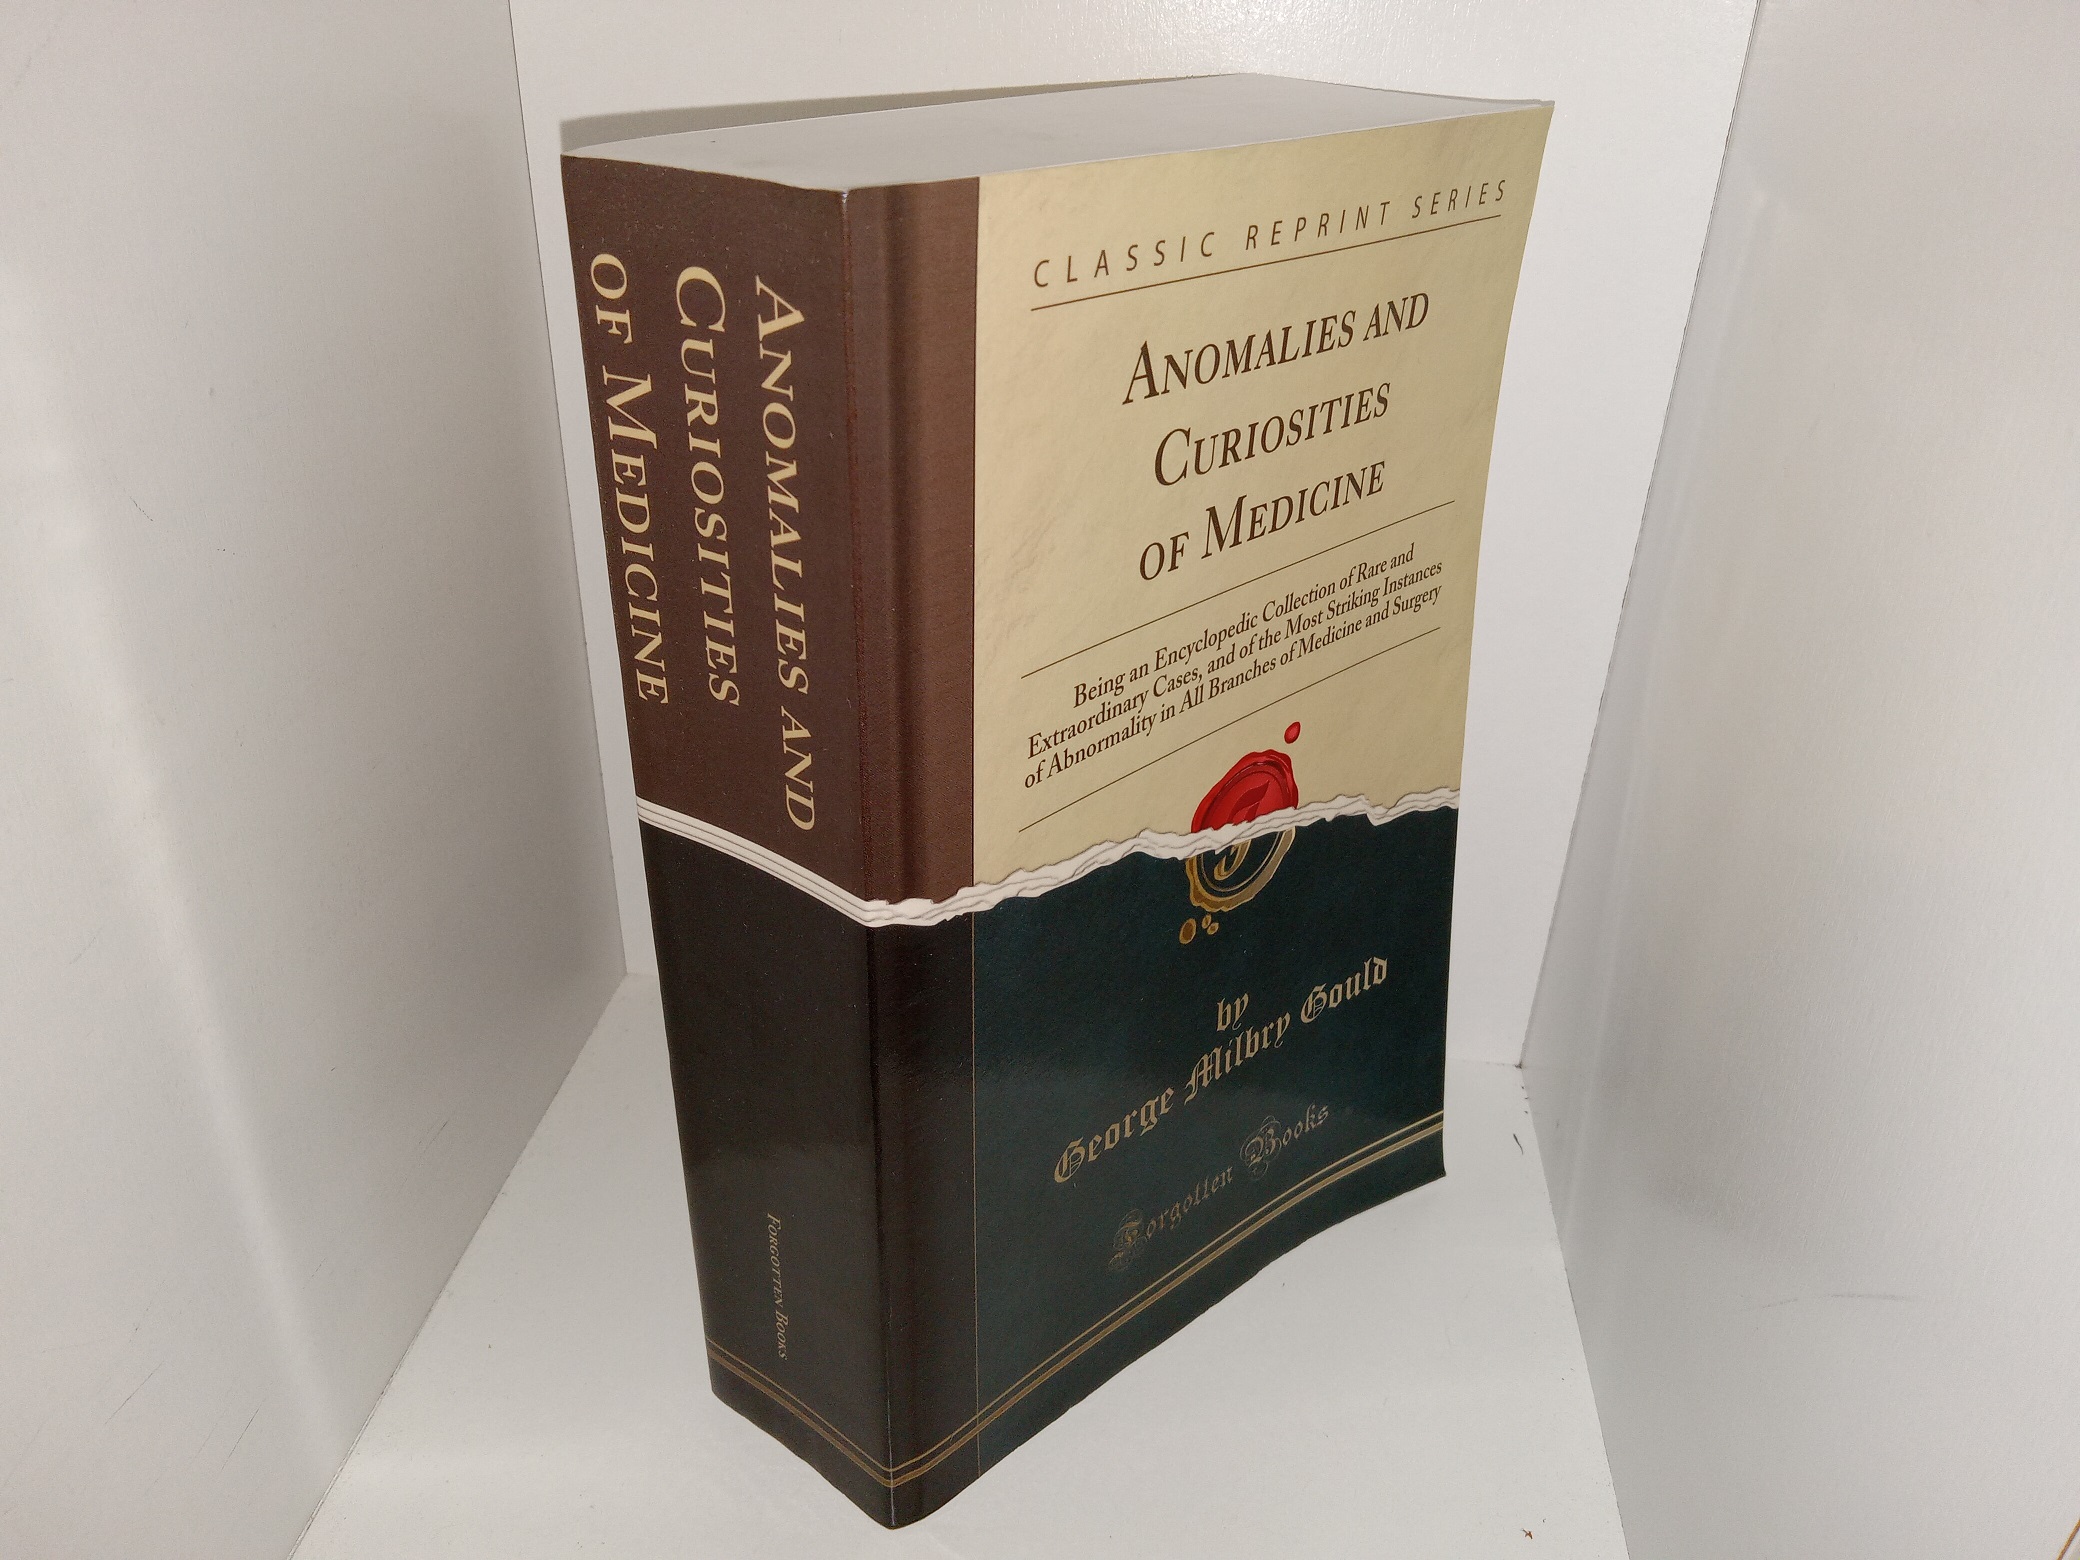 ANOMALIES AND
CURIOSITIES
OF MEDICINE
FORGOTTEN BOOKS
CLASSIC REPRINT SERIES
ANOMALIES AND
CURIOSITIES
OF MEDICINE
Being an Encyclopedic Collection of Rare and
Extraordinary Cases, and of the Most Striking Instances
of Abnormality in All Branches of Medicine and Surgery
by
George Milbry Gould
Forgotten Books